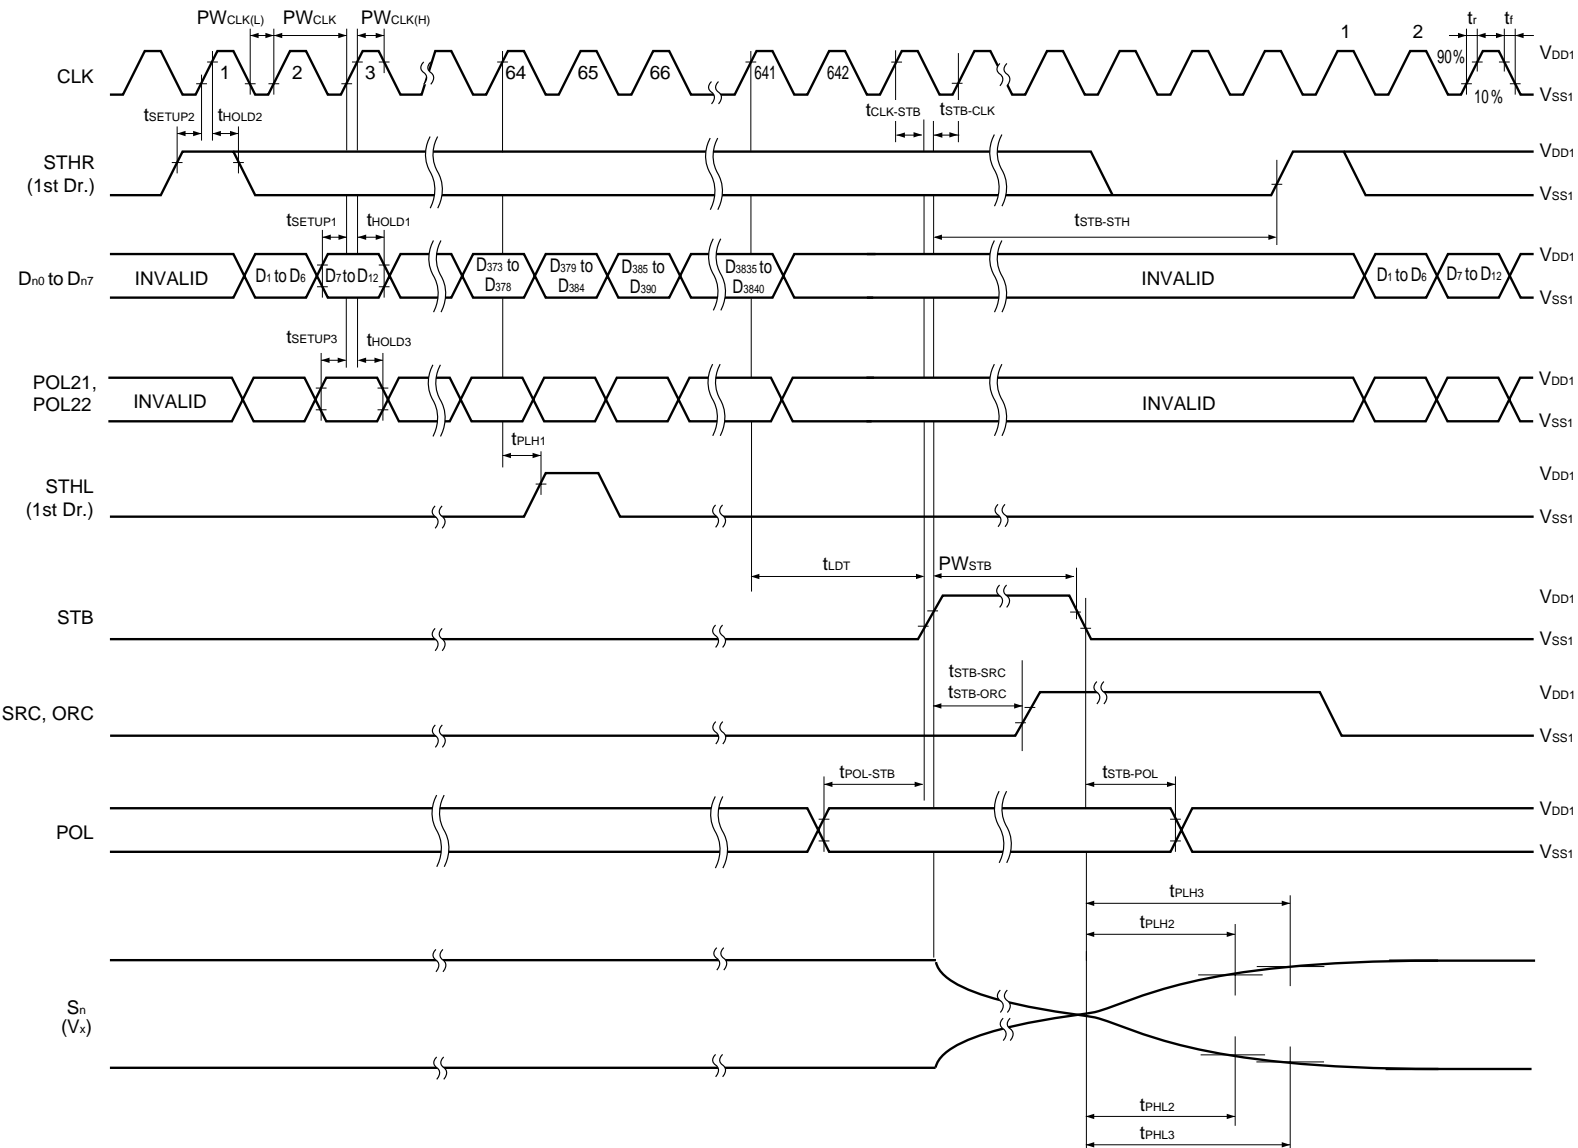 PWCLK(L) PWCLK PWCLK(H) 1 2 tr tf
CLK 1 2 3 64 65 66 641 642 90% 10% VDD1 VSS1
tSETUP2 tHOLD2 tCLK-STB tSTB-CLK
STHR
(1st Dr.)
VDD1
VSS1
tSETUP1 tHOLD1 tSTB-STH
Dn0 to Dn7 INVALID D1 to D6 D7 to D12 D373 to D378 D379 to D384 D385 to D390 D3835 to D3840 INVALID D1 to D6 D7 to D12
VDD1
VSS1
tSETUP3 tHOLD3
POL21,
POL22
INVALID INVALID
VDD1
VSS1
tPLH1
STHL
(1st Dr.)
VDD1
VSS1
tLDT PWSTB
STB
VDD1
VSS1
tSTB-SRC
tSTB-ORC
SRC, ORC
VDD1
VSS1
tPOL-STB tSTB-POL
POL
VDD1
VSS1
tPLH3
tPLH2
Sn
(Vx)
tPHL2
tPHL3